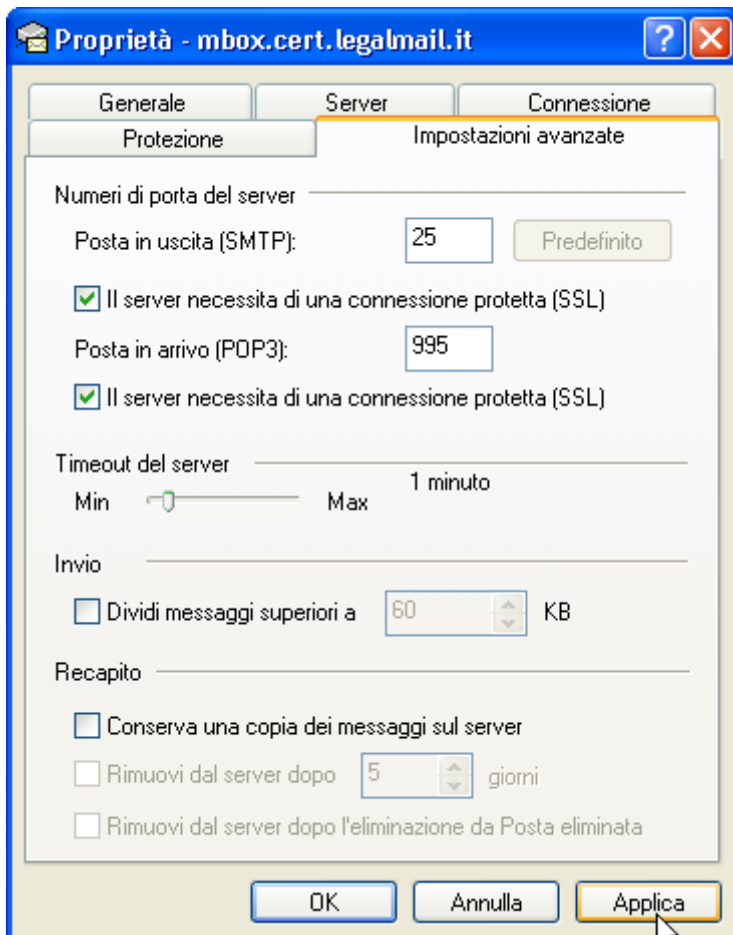 Proprietà - mbox.cert.legalmail.it
Generale Server Connessione
Protezione Impostazioni avanzate
Numeri di porta del server
Posta in uscita (SMTP): 25 Predefinito
Il server necessita di una connessione protetta (SSL)
Posta in arrivo (POP3): 995
Il server necessita di una connessione protetta (SSL)
Timeout del server
Min Max 1 minuto
Invio
Dividi messaggi superiori a 60 KB
Recapito
Conserva una copia dei messaggi sul server
Rimuovi dal server dopo 5 giorni
Rimuovi dal server dopo l'eliminazione da Posta eliminata
OK Annulla Applica